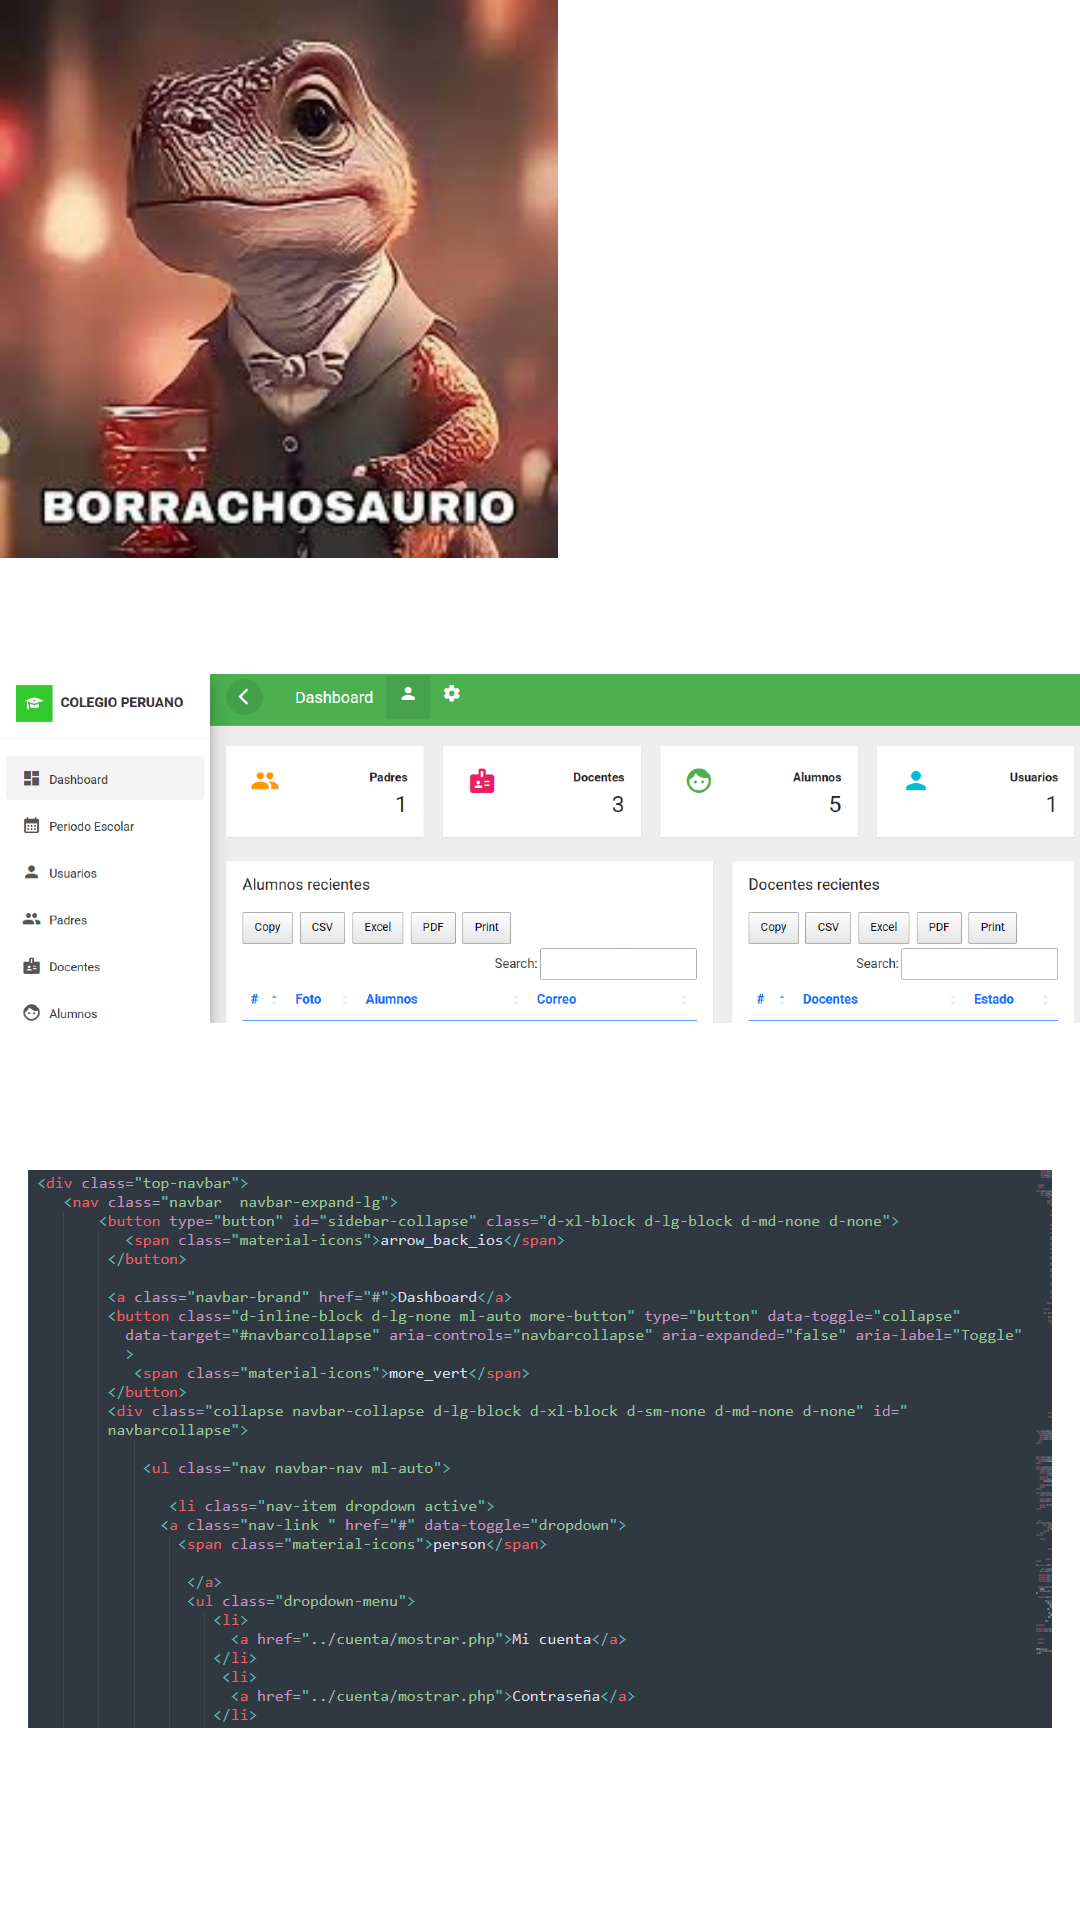 BORRACHOSAURIO
COLEGIO PERUANO
Dashboard
Dashboard
Periodo Escolar
Usuarios
Padres
Docentes
Alumnos
Padres
1
Docentes
3
Alumnos
5
Usuarios
1
Alumnos recientes
Copy CSV Excel PDF Print
Search:
# Foto Alumnos Correo
Docentes recientes
Copy CSV Excel PDF Print
Search:
# Docentes Estado
<div class="top-navbar">
<nav class="navbar  navbar-expand-lg">
<button type="button" id="sidebar-collapse" class="d-xl-block d-lg-block d-md-none d-none">
<span class="material-icons">arrow_back_ios</span>
</button>
<a class="navbar-brand" href="#">Dashboard</a>
<button class="d-inline-block d-lg-none ml-auto more-button" type="button" data-toggle="collapse"
data-target="#navbarcollapse" aria-controls="navbarcollapse" aria-expanded="false" aria-label="Toggle"
>
<span class="material-icons">more_vert</span>
</button>
<div class="collapse navbar-collapse d-lg-block d-xl-block d-sm-none d-md-none d-none" id="
navbarcollapse">
<ul class="nav navbar-nav ml-auto">
<li class="nav-item dropdown active">
<a class="nav-link " href="#" data-toggle="dropdown">
<span class="material-icons">person</span>
</a>
<ul class="dropdown-menu">
<li>
<a href="../cuenta/mostrar.php">Mi cuenta</a>
</li>
<li>
<a href="../cuenta/mostrar.php">Contraseña</a>
</li>